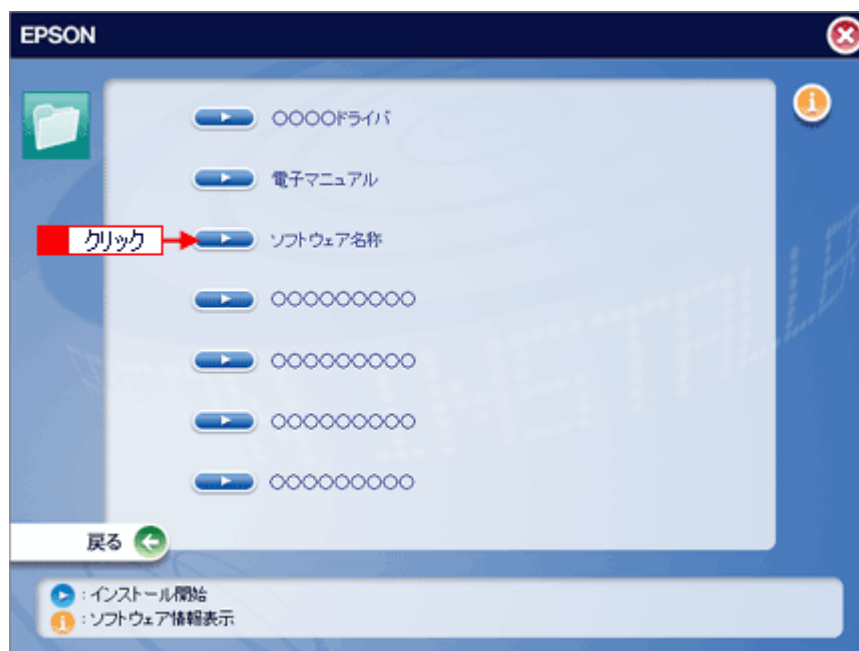 EPSON
○○○○ドライバ
電子マニュアル
クリック
ソフトウェア名称
○○○○○○○○○
○○○○○○○○○
○○○○○○○○○
○○○○○○○○○
戻る
:インストール開始
:ソフトウェア情報表示